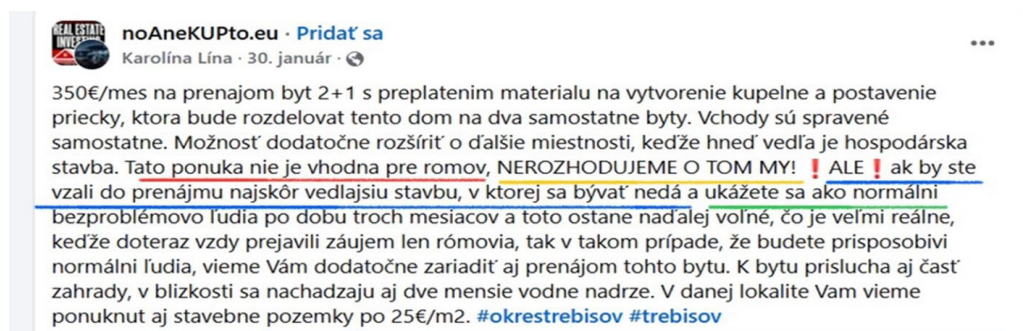 REAL ESTATE
noAneKUPto.eu · Pridať sa
Karolína Lína · 30. január ·
350€/mes na prenajom byt 2+1 s preplatenim materialu na vytvorenie kupelne a postavenie
priecky, ktora bude rozdelovat tento dom na dva samostatne byty. Vchody sú spravené
samostatne. Možnosť dodatočne rozšíriť o ďalšie miestnosti, keďže hneď vedľa je hospodárska
stavba. Tato ponuka nie je vhodna pre romov, NEROZHODUJEME O TOM MY! ❗ALE❗ak by ste
vzali do prenájmu najskôr vedlajsiu stavbu, v ktorej sa bývať nedá a ukážete sa ako normálni
bezproblémovo ľudia po dobu troch mesiacov a toto ostane naďalej voľné, čo je veľmi reálne,
keďže doteraz vzdy prejavili záujem len rómovia, tak v takom prípade, že budete prisposobivi
normálni ľudia, vieme Vám dodatočne zariadiť aj prenájom tohto bytu. K bytu prislucha aj časť
zahrady, v blizkosti sa nachadzaju aj dve mensie vodne nadrze. V danej lokalite Vam vieme
ponuknut aj stavebne pozemky po 25€/m2. #okrestrebisov #trebisov